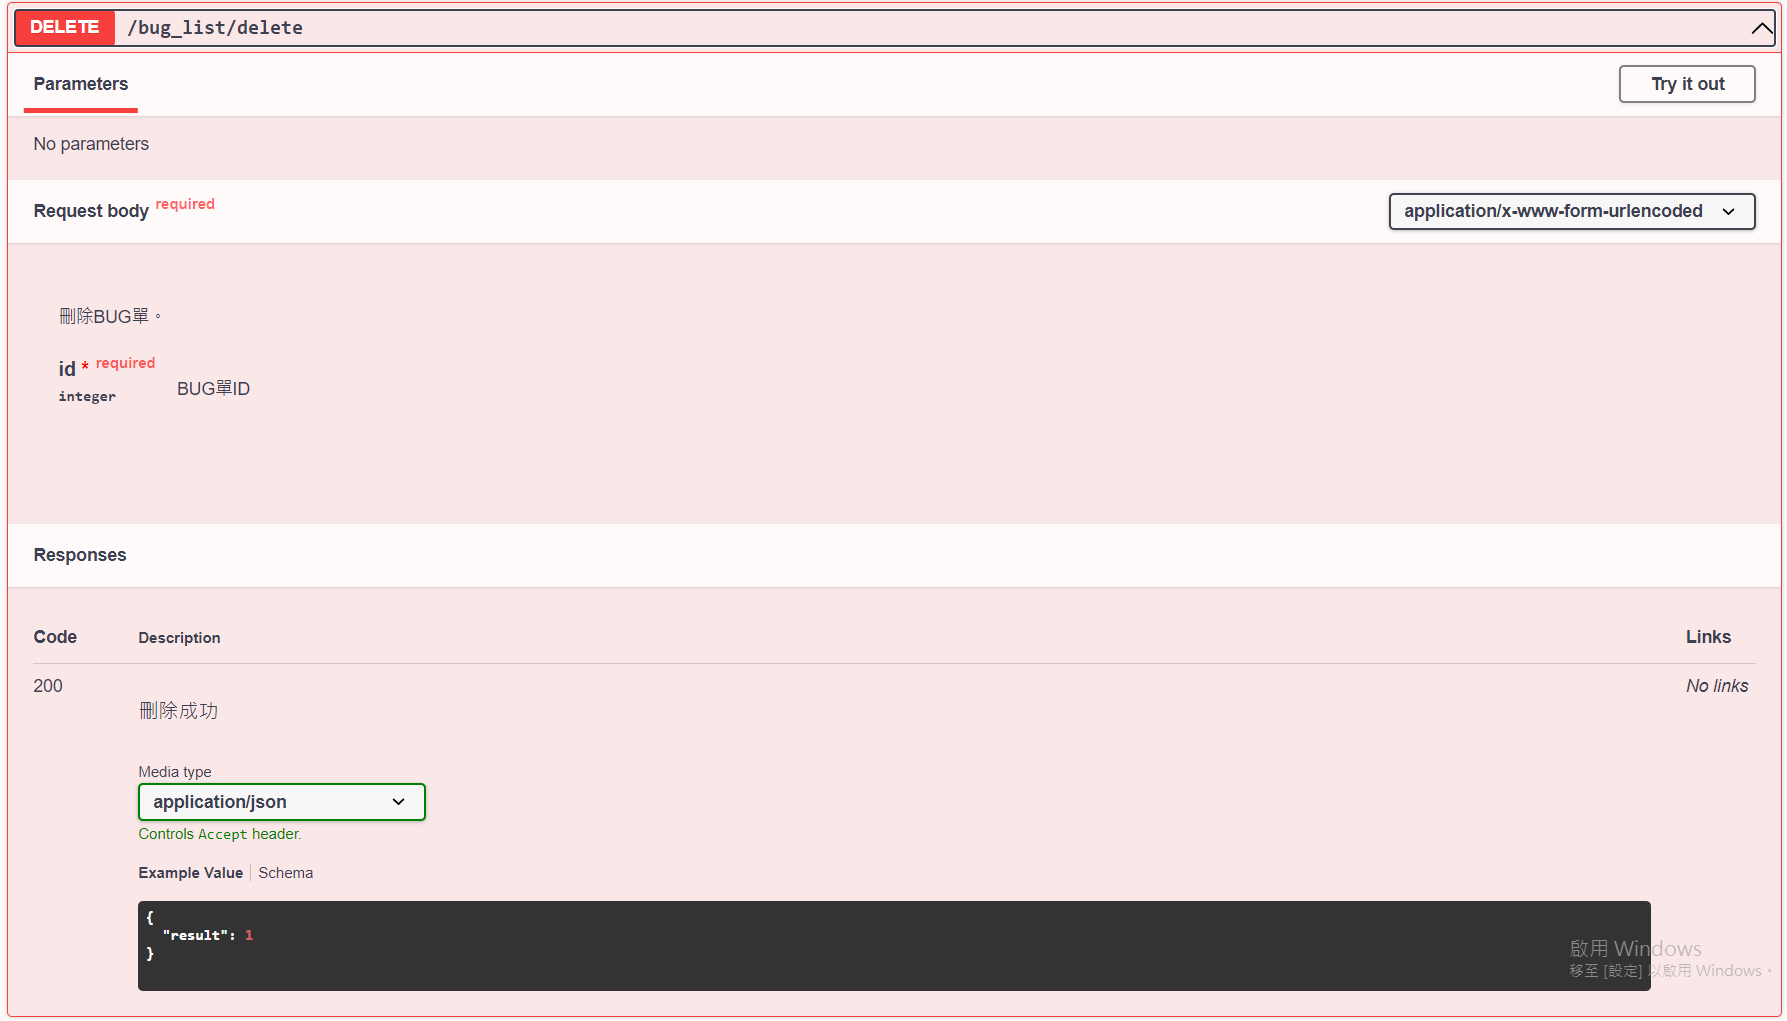 DELETE /bug_list/delete
Parameters
Try it out
No parameters
Request body required
application/x-www-form-urlencoded
刪除BUG單。
id * required
integer
BUG單ID
Responses
Code Description Links
200 No links
刪除成功
Media type
application/json
Controls Accept header.
Example Value Schema
{
"result": 1
}
啟用 Windows
移至 [設定] 以啟用 Windows。